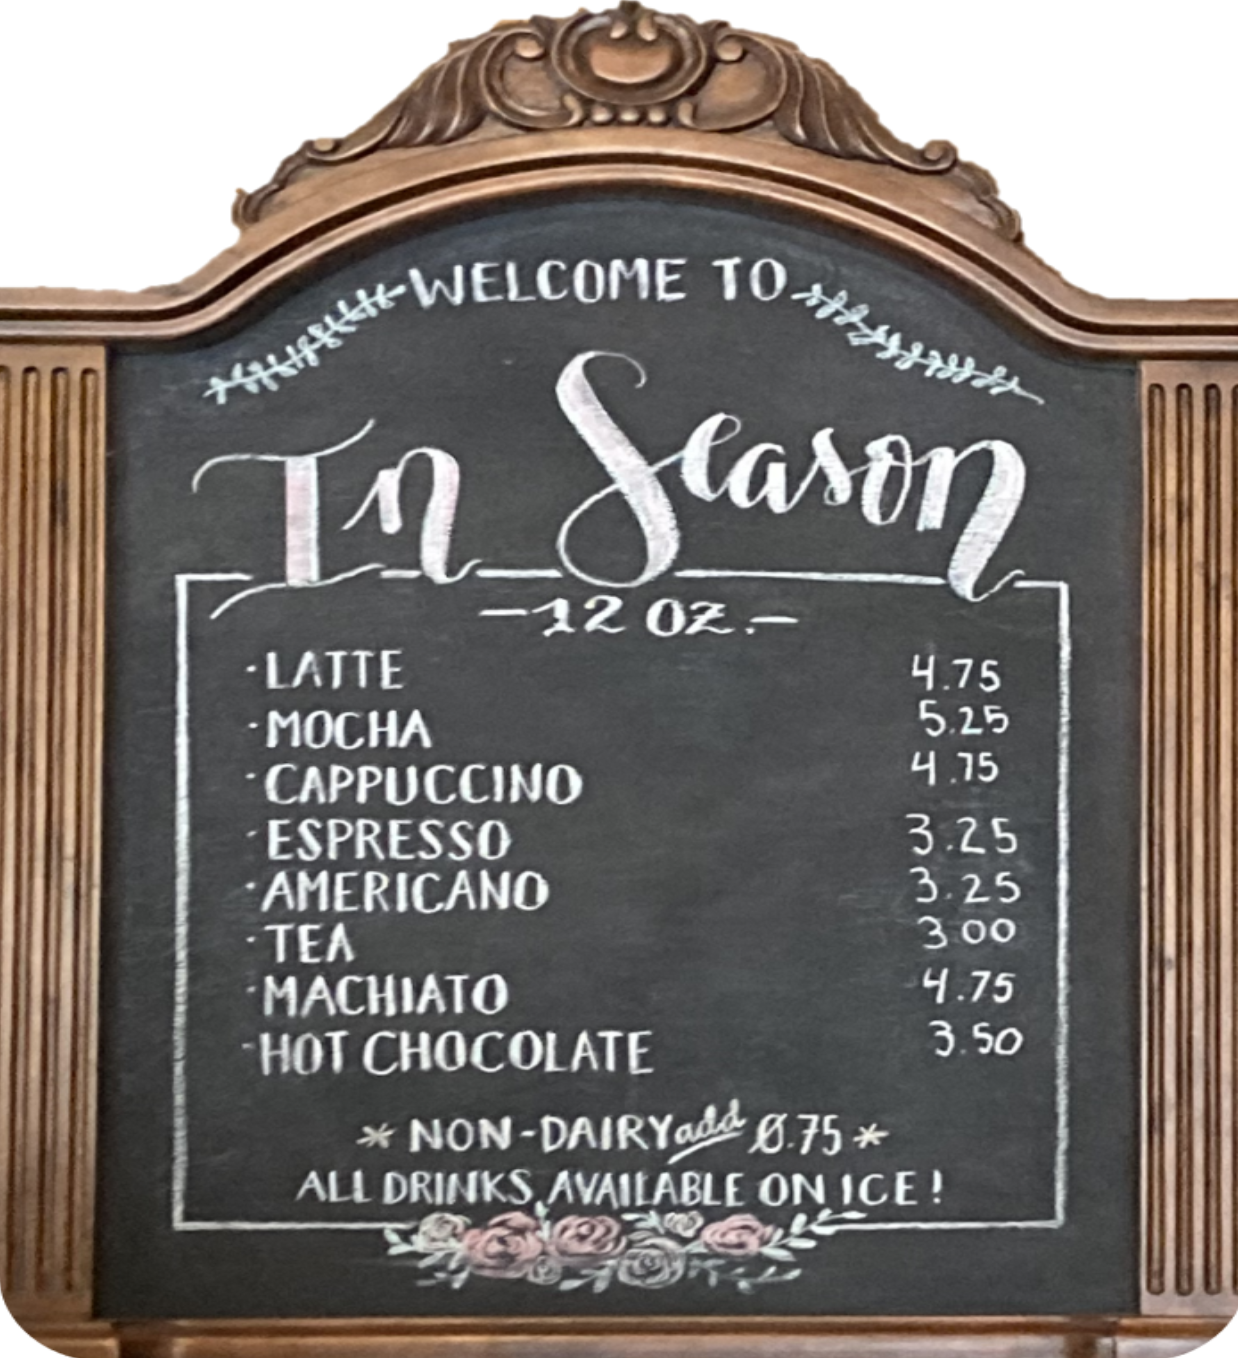 WELCOME TO
In Season
-12 OZ.-
·LATTE 4.75
·MOCHA 5.25
·CAPPUCCINO 4.75
·ESPRESSO 3.25
·AMERICANO 3.25
·TEA 3.00
·MACHIATO 4.75
·HOT CHOCOLATE 3.50
* NON-DAIRY add 0.75 *
ALL DRINKS AVAILABLE ON ICE!